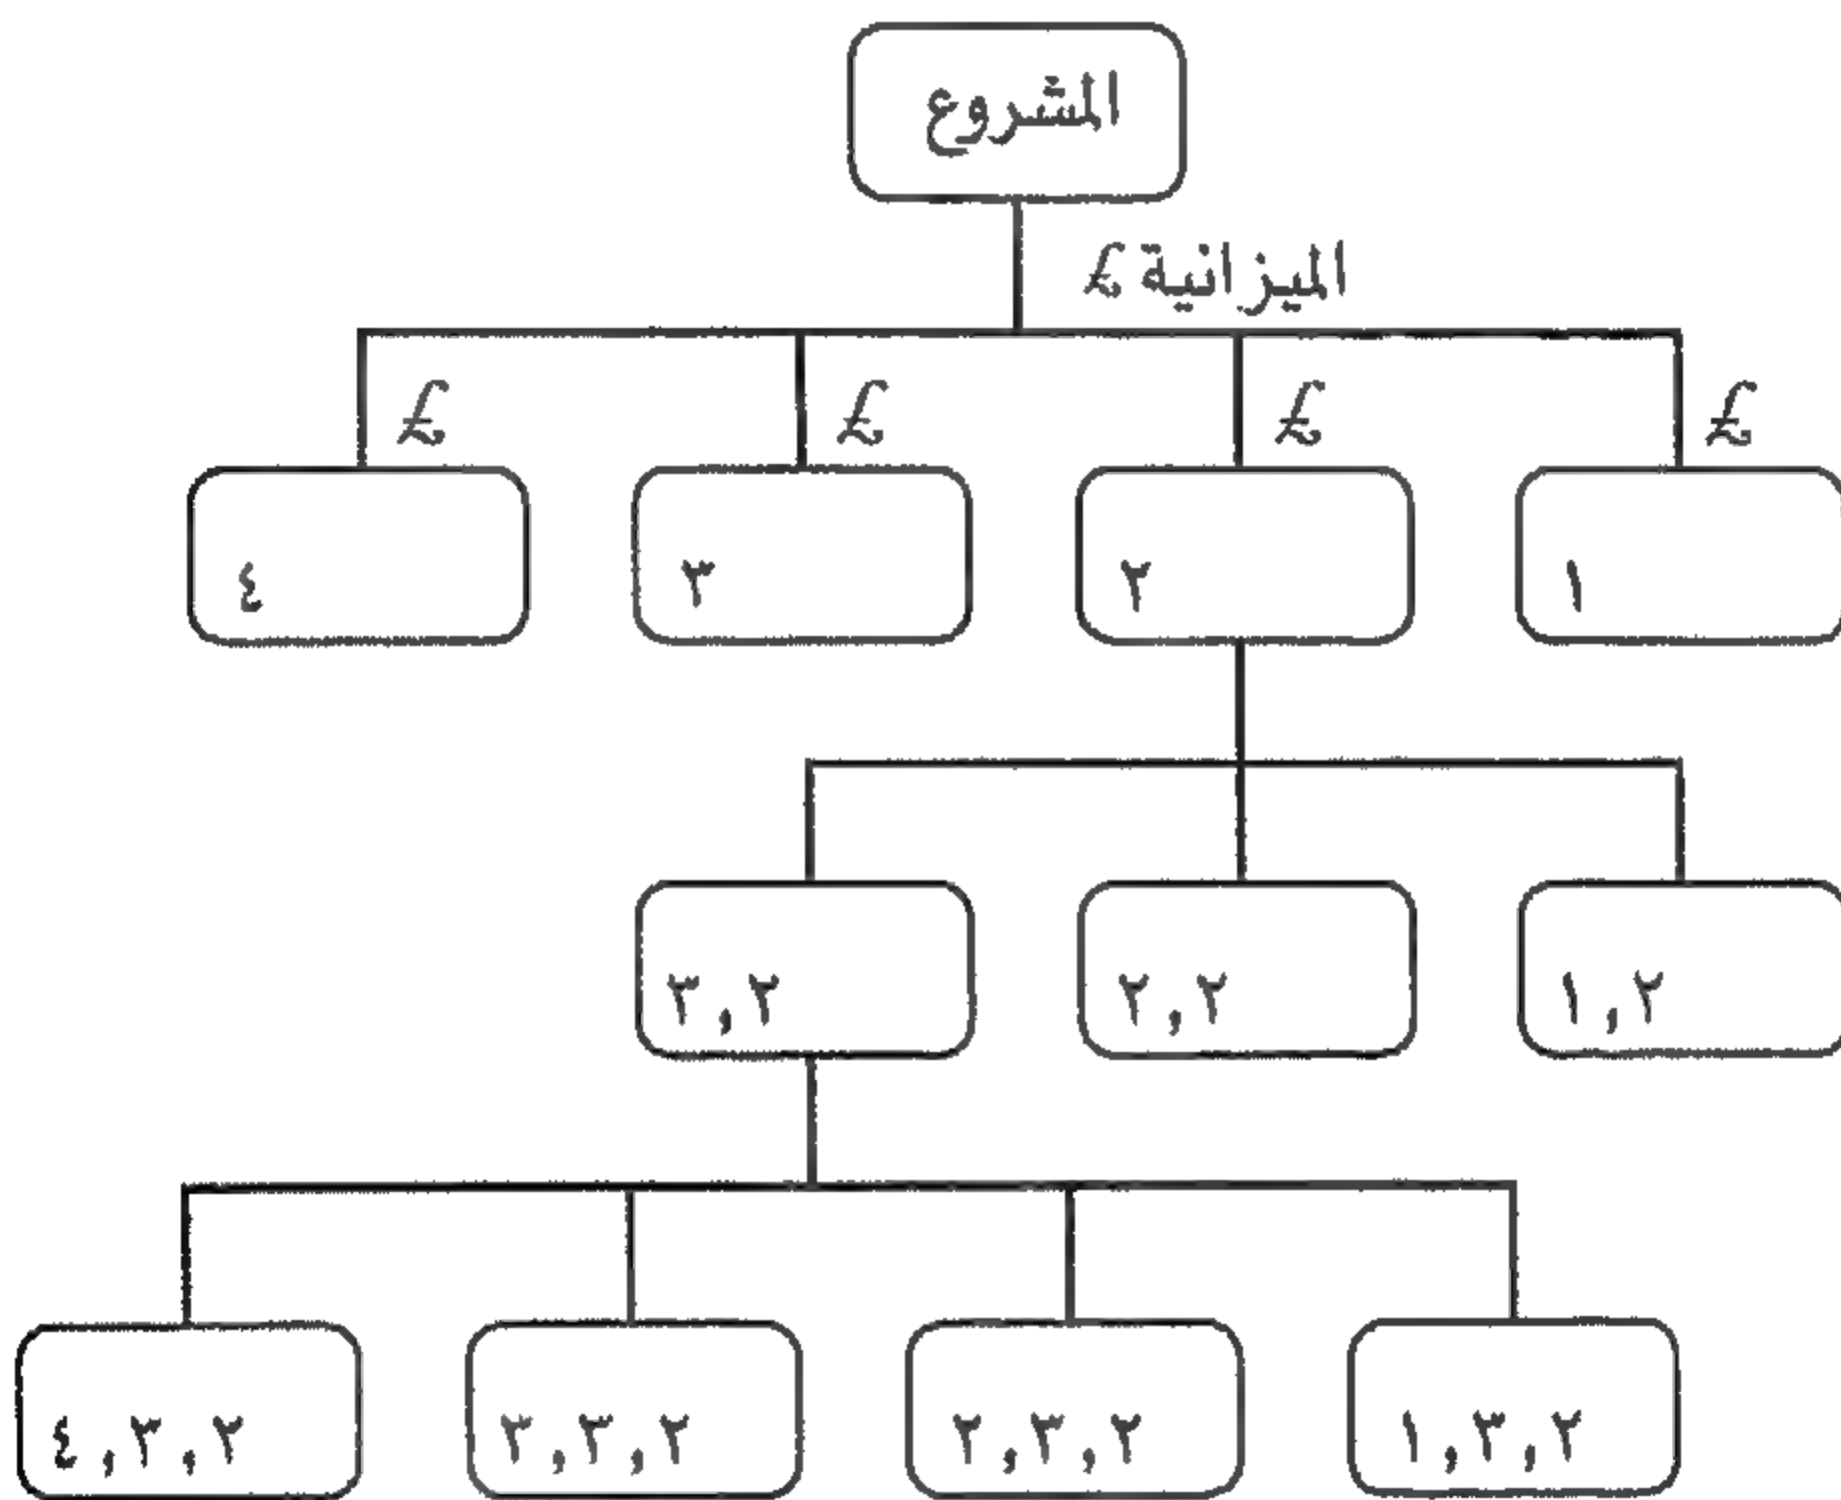 المشروع
الميزانية £
£ £ £ £
١ ٢ ٣ ٤
١,٢ ٢,٢ ٣,٢
١,٣,٢ ٢,٣,٢ ٣,٣,٢ ٤,٣,٢